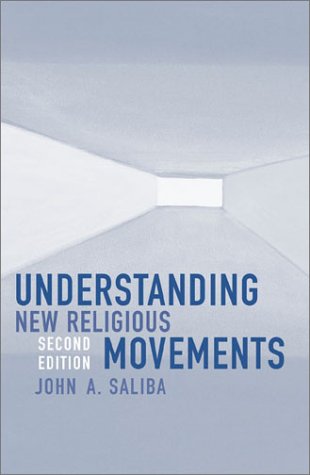 UNDERSTANDING
NEW RELIGIOUS
SECOND
EDITION
MOVEMENTS
JOHN A. SALIBA